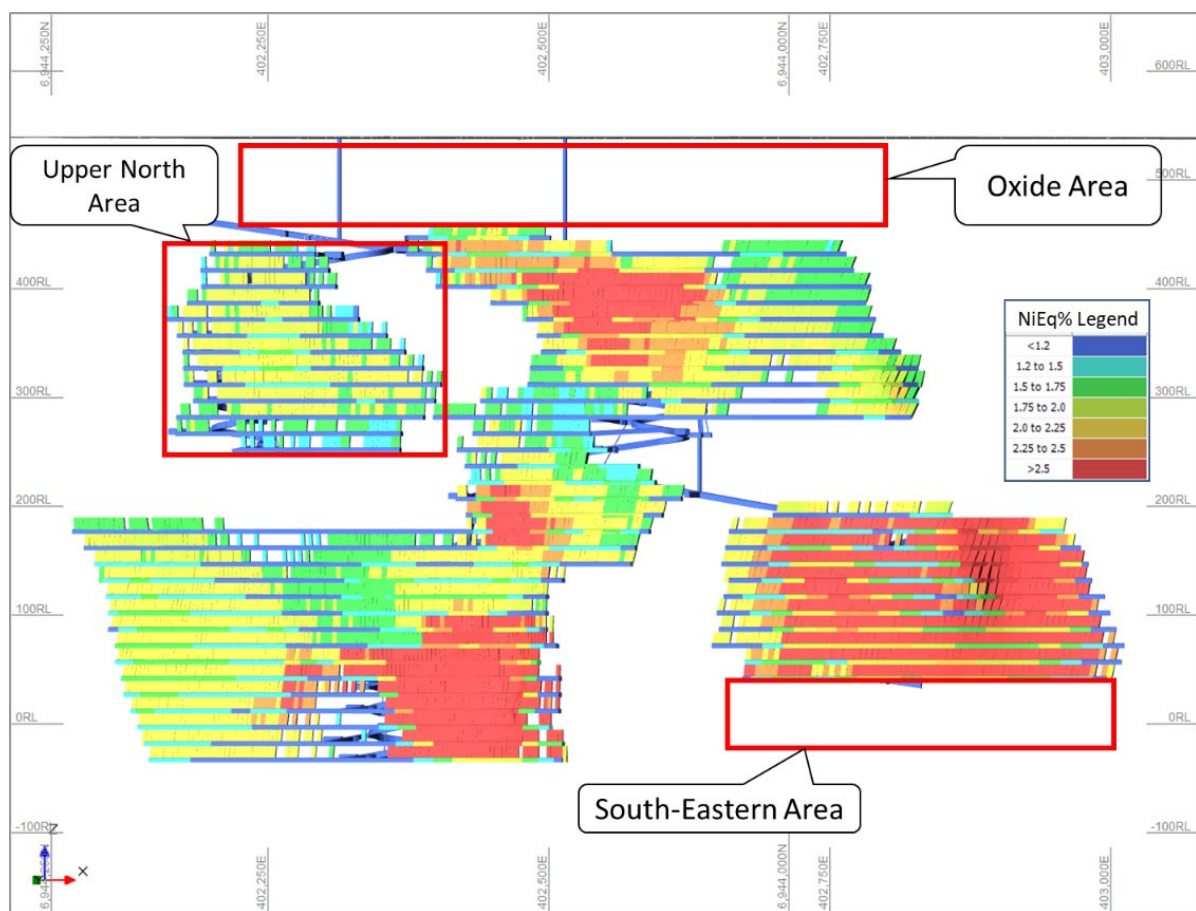 6,944,250N
402,250E
402,500E
6,944,000N
402,750E
403,000E
600RL
600RL
Upper North
Area
Oxide Area
500RL
400RL
400RL
NiEq% Legend
<1.2
1.2 to 1.5
1.5 to 1.75
1.75 to 2.0
2.0 to 2.25
2.25 to 2.5
>2.5
300RL
300RL
200RL
200RL
100RL
100RL
0RL
0RL
South-Eastern Area
-100RL
-100RL
Z
X
6,944,250N
402,250E
402,500E
6,944,000N
402,750E
403,000E